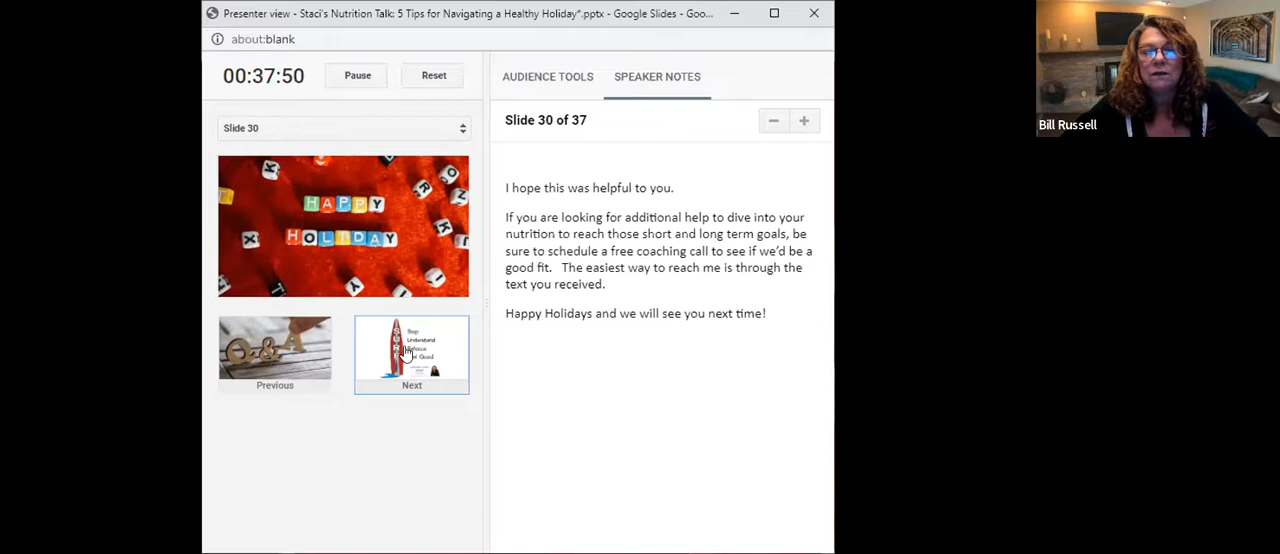 Presenter view - Staci's Nutrition Talk: 5 Tips for Navigating a Healthy Holiday*.pptx - Google Slides - Goo...
about:blank
00:37:50
Pause
Reset
Slide 30
HAPPY
HOLIDAY
Q & A
Previous
SURF
Stop
Understand
Next
AUDIENCE TOOLS
SPEAKER NOTES
Slide 30 of 37
I hope this was helpful to you.
If you are looking for additional help to dive into your
nutrition to reach those short and long term goals, be
sure to schedule a free coaching call to see if we'd be a
good fit. The easiest way to reach me is through the
text you received.
Happy Holidays and we will see you next time!
Bill Russell